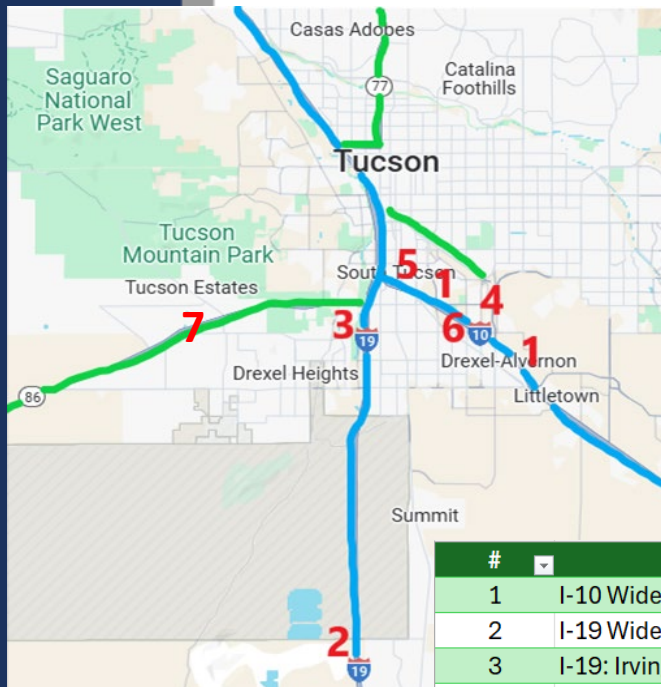 Casas Adobes
Saguaro
National
Park West
77
Catalina
Foothills
Tucson
Tucson
Mountain Park
Tucson Estates
South Tucson
5
1
4
7
3
19
6
10
1
Drexel Heights
Drexel-Alvernon
Littletown
86
Summit
2
19
#
1 I-10 Wide
2 I-19 Wide
3 I-19: Irvin